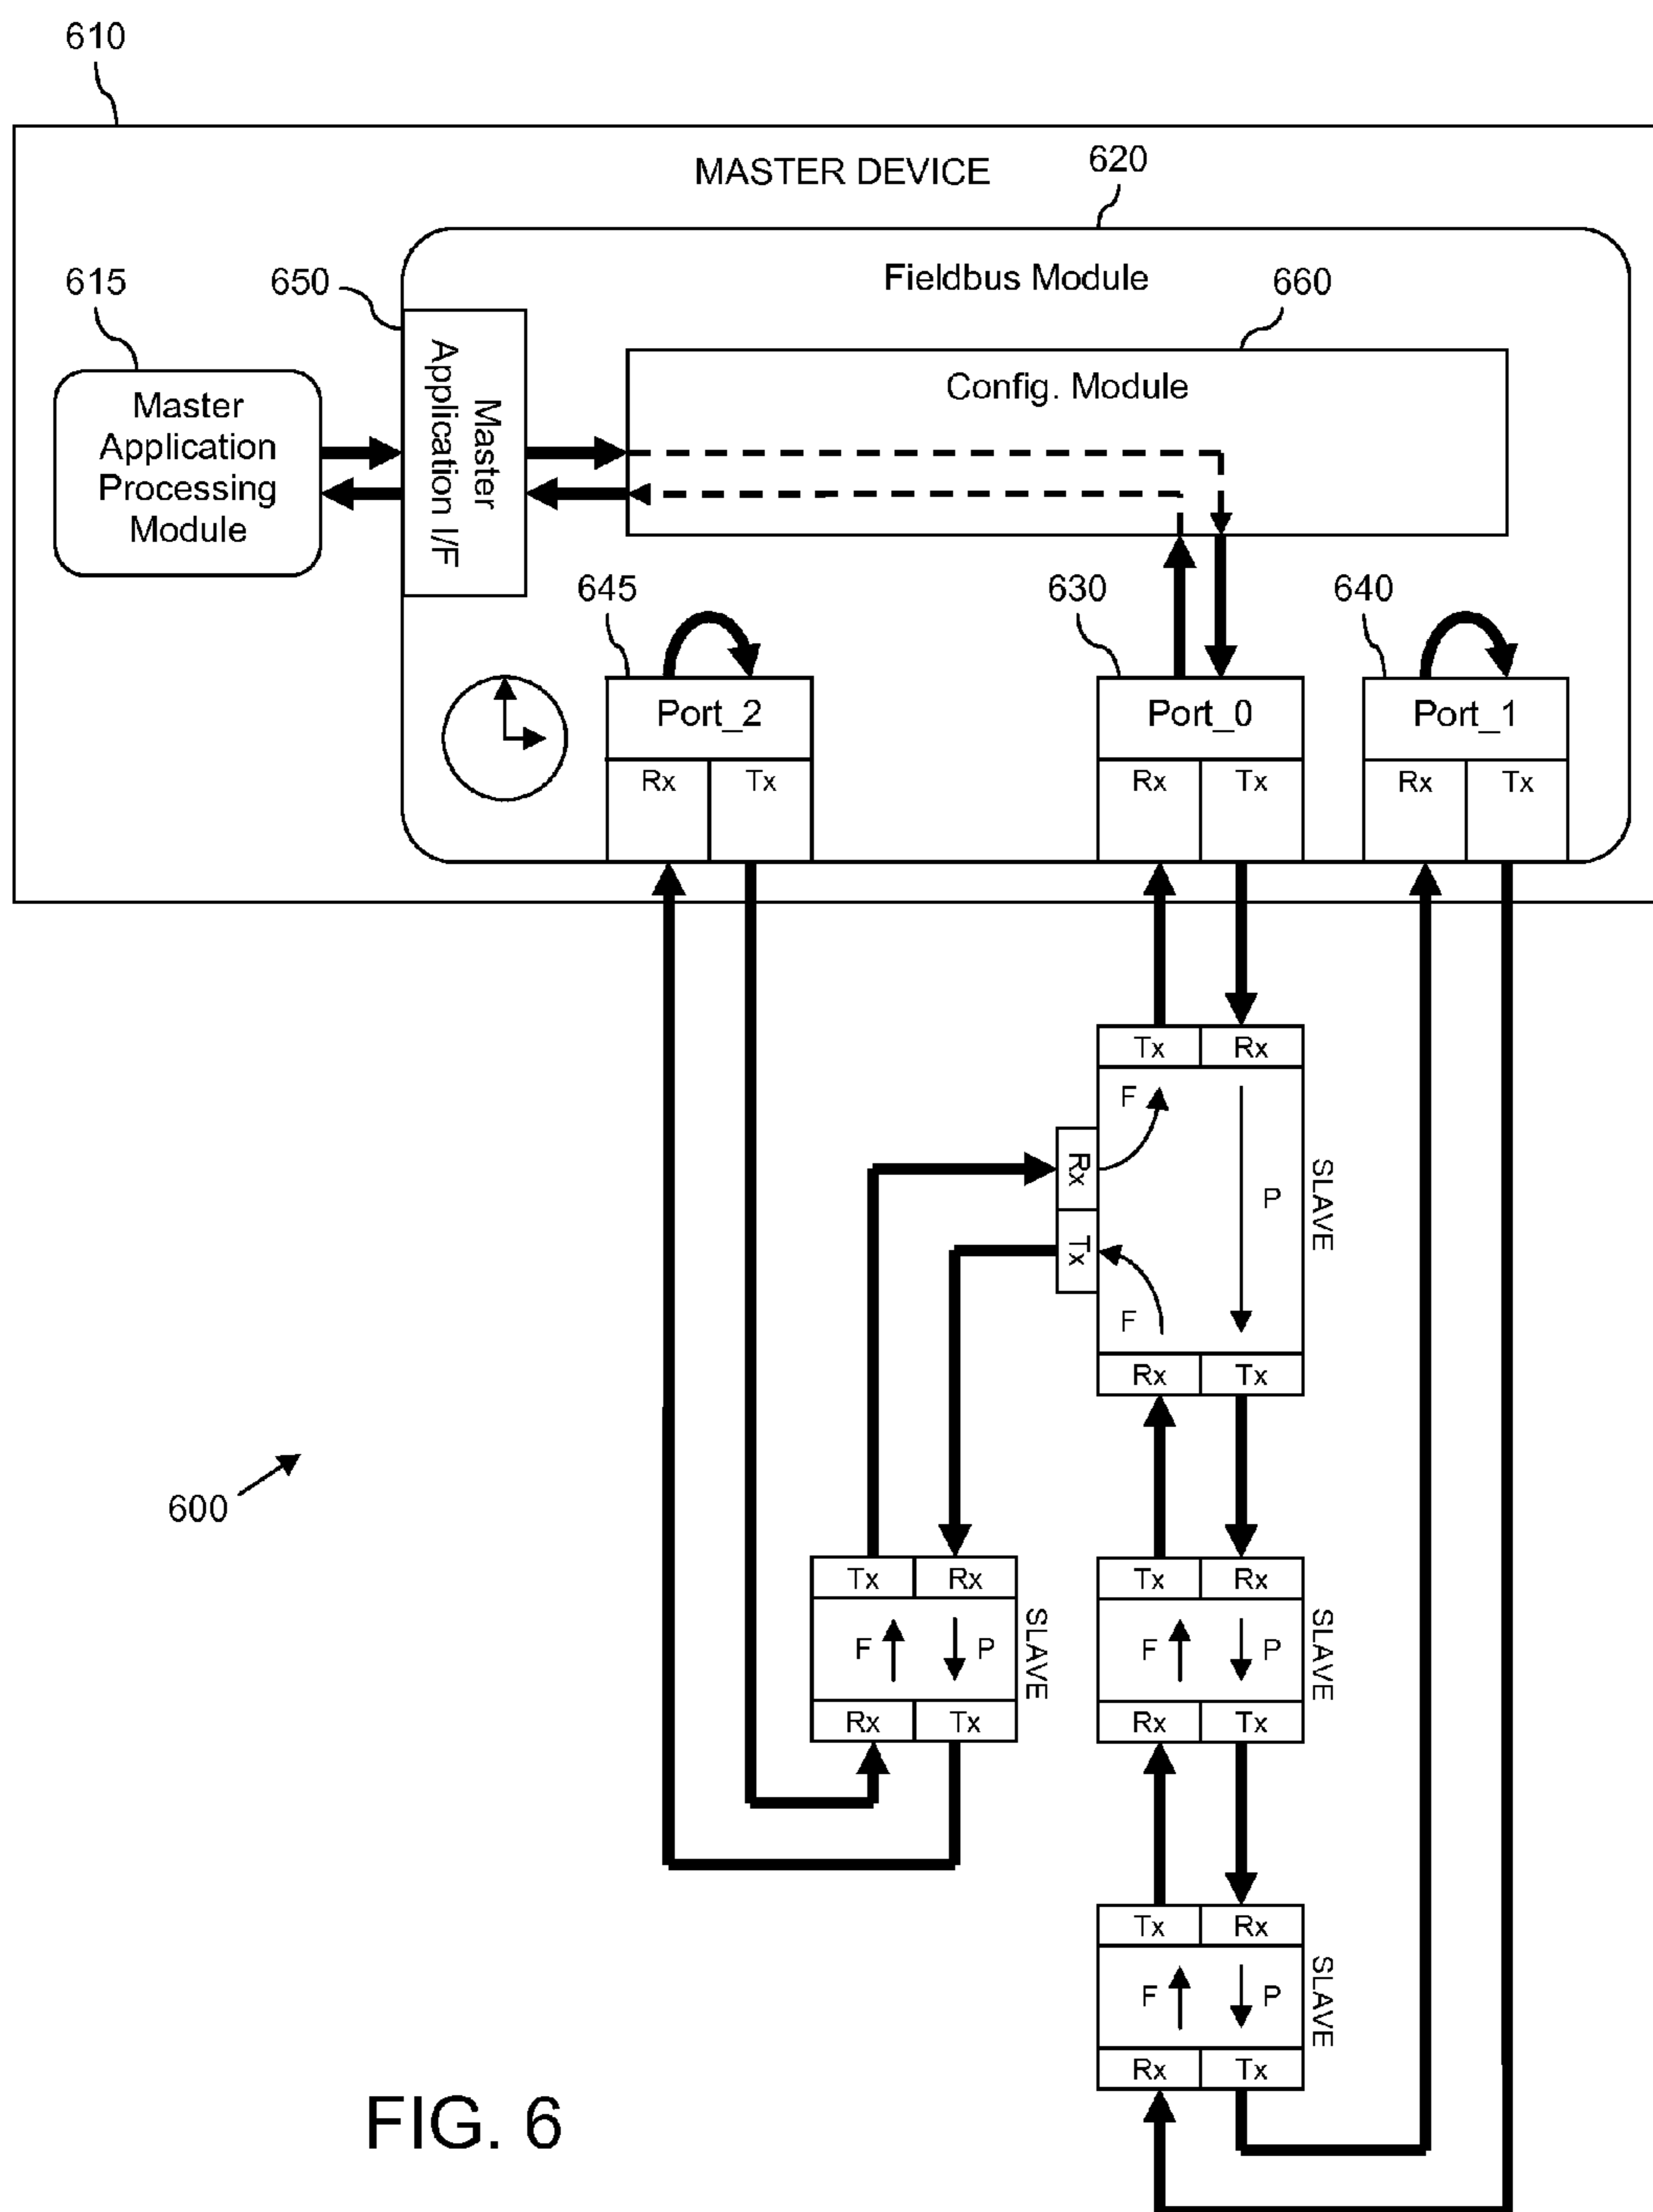 610
MASTER DEVICE
620
Fieldbus Module
615
650
660
Master
Application
Processing
Module
Master
Application I/F
Config. Module
645
630
640
Port_2
Port_0
Port_1
Rx
Tx
Rx
Tx
Rx
Tx
Tx
Rx
F
Rx
P
SLAVE
Tx
F
Rx
Tx
600
Tx
Rx
F
P
SLAVE
Rx
Tx
Tx
Rx
F
P
SLAVE
Rx
Tx
Tx
Rx
F
P
SLAVE
Rx
Tx
FIG. 6